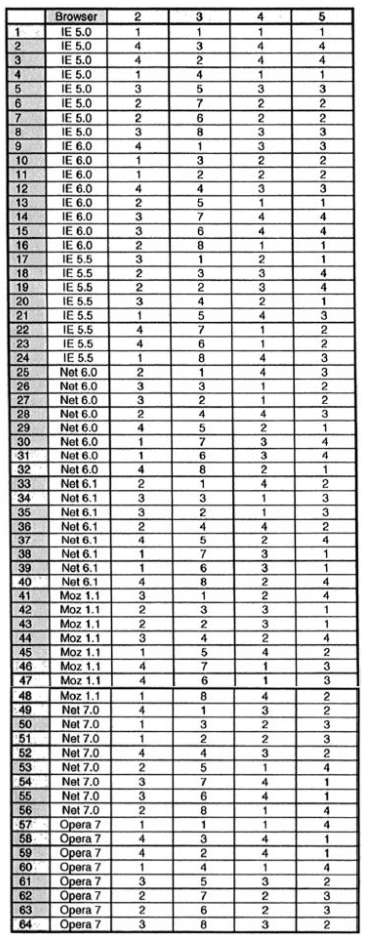 Browser 2 3 4 5
1 IE 5.0 1 1 1 1
2 IE 5.0 4 3 4 4
3 IE 5.0 4 2 4 4
4 IE 5.0 1 4 1 1
5 IE 5.0 3 5 3 3
6 IE 5.0 2 7 2 2
7 IE 5.0 2 6 2 2
8 IE 5.0 3 8 3 3
9 IE 6.0 4 1 3 3
10 IE 6.0 1 3 2 2
11 IE 6.0 1 2 2 2
12 IE 6.0 4 4 3 3
13 IE 6.0 2 5 1 1
14 IE 6.0 3 7 4 4
15 IE 6.0 3 6 4 4
16 IE 6.0 2 8 1 1
17 IE 5.5 3 1 2 1
18 IE 5.5 2 3 3 4
19 IE 5.5 2 2 3 4
20 IE 5.5 3 4 2 1
21 IE 5.5 1 5 4 3
22 IE 5.5 4 7 1 2
23 IE 5.5 4 6 1 2
24 IE 5.5 1 8 4 3
25 Net 6.0 2 1 4 3
26 Net 6.0 3 3 1 2
27 Net 6.0 3 2 1 2
28 Net 6.0 2 4 4 3
29 Net 6.0 4 5 2 1
30 Net 6.0 1 7 3 4
31 Net 6.0 1 6 3 4
32 Net 6.0 4 8 2 1
33 Net 6.1 2 1 4 2
34 Net 6.1 3 3 1 3
35 Net 6.1 3 2 1 3
36 Net 6.1 2 4 4 2
37 Net 6.1 4 5 2 4
38 Net 6.1 1 7 3 1
39 Net 6.1 1 6 3 1
40 Net 6.1 4 8 2 4
41 Moz 1.1 3 1 2 4
42 Moz 1.1 2 3 3 1
43 Moz 1.1 2 2 3 1
44 Moz 1.1 3 4 2 4
45 Moz 1.1 1 5 4 2
46 Moz 1.1 4 7 1 3
47 Moz 1.1 4 6 1 3
48 Moz 1.1 1 8 4 2
49 Net 7.0 4 1 3 2
50 Net 7.0 1 3 2 3
51 Net 7.0 1 2 2 3
52 Net 7.0 4 4 3 2
53 Net 7.0 2 5 1 4
54 Net 7.0 3 7 4 1
55 Net 7.0 3 6 4 1
56 Net 7.0 2 8 1 4
57 Opera 7 1 1 1 4
58 Opera 7 4 3 4 1
59 Opera 7 4 2 4 1
60 Opera 7 1 4 1 4
61 Opera 7 3 5 3 2
62 Opera 7 2 7 2 3
63 Opera 7 2 6 2 3
64 Opera 7 3 8 3 2